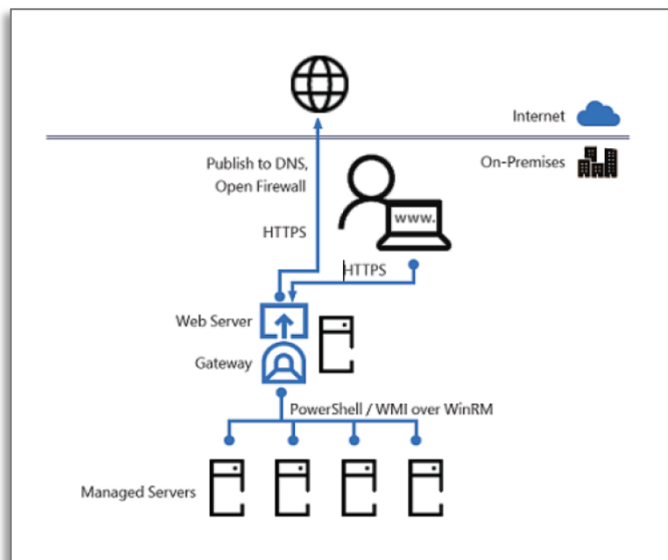 Internet
On-Premises
Publish to DNS,
Open Firewall
www.
HTTPS
HTTPS
Web Server
Gateway
PowerShell / WMI over WinRM
Managed Servers